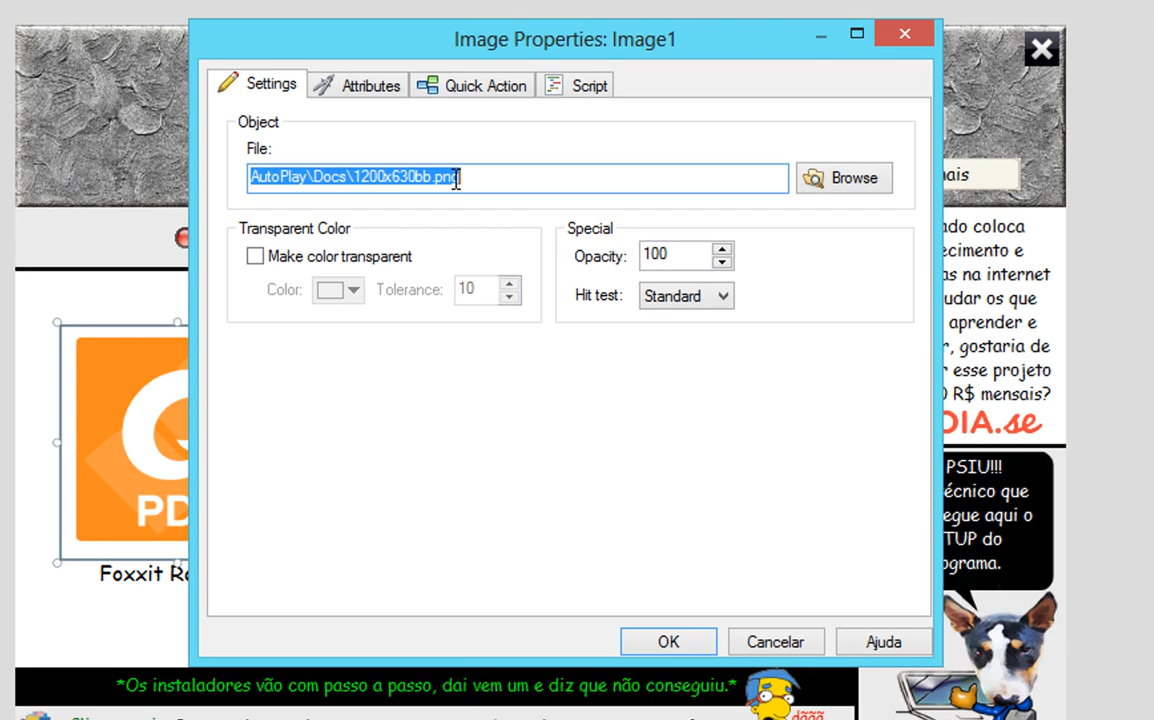 Image Properties: Image1
Settings
Attributes
Quick Action
Script
Object
File:
AutoPlay\Docs\1200x630bb.png
Browse
Transparent Color
Make color transparent
Color:
Tolerance: 10
Special
Opacity: 100
Hit test: Standard
OK
Cancelar
Ajuda
ais
ado coloca
ecimento e
as na internet
udar os que
aprender e
r, gostaria de
r esse projeto
0 R$ mensais?
DIA.se
PSIU!!!
écnico que
egue aqui o
TUP do
ograma.
PD
Foxxit R
*Os instaladores vão com passo a passo, dai vem um e diz que não conseguiu.*
dããã